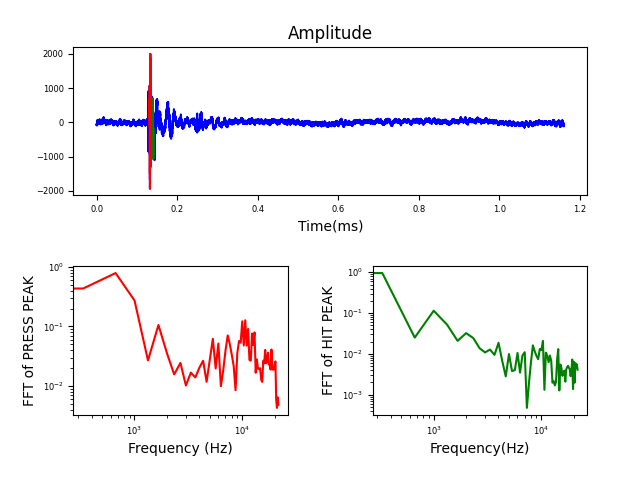 Amplitude
2000
1000
0
−1000
−2000
0.0 0.2 0.4 0.6 0.8 1.0 1.2
Time(ms)
FFT of PRESS PEAK
10⁰
10⁻¹
10⁻²
10³ 10⁴
Frequency (Hz)
FFT of HIT PEAK
10⁰
10⁻¹
10⁻²
10⁻³
10³ 10⁴
Frequency(Hz)